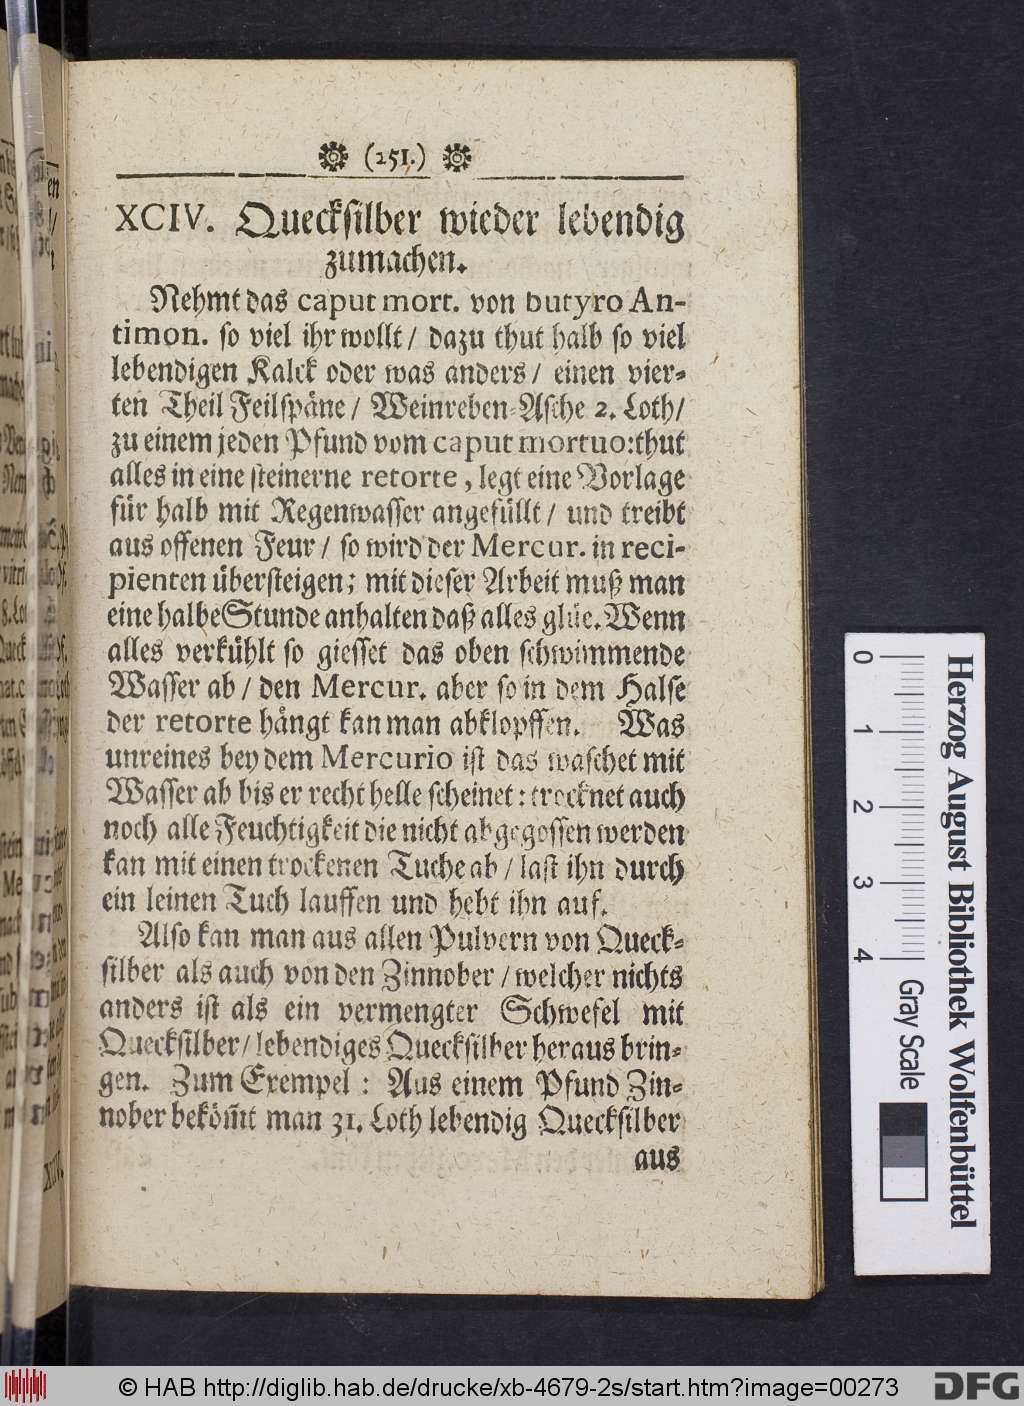 (251.)
XCIV. Queckſilber wieder lebendig
zumachen.
Nehmt das caput mort. von butyro An-
timon. ſo viel ihr wollt / dazu thut halb ſo viel
lebendigen Kalck oder was anders / einen vier-
ten Theil Feilſpäne / Weinreben-Aſche 2. Loth /
zu einem jeden Pfund vom caput mortuo: thut
alles in eine ſteinerne retorte, legt eine Vorlage
für halb mit Regenwaſſer angefüllt / und treibt
aus offenen Feur / ſo wird der Mercur. in reci-
pienten überſteigen; mit dieſer Arbeit muß man
eine halbe Stunde anhalten daß alles glüe. Wenn
alles verkühlt ſo gieſſet das oben ſchwimmende
Waſſer ab / den Mercur. aber ſo in dem Halſe
der retorte hängt kan man abklopffen. Was
unreines bey dem Mercurio iſt das waſchet mit
Waſſer ab bis er recht helle ſcheinet: trocknet auch
noch alle Feuchtigkeit die nicht abgegoſſen werden
kan mit einen trockenen Tuche ab / laſt ihn durch
ein leinen Tuch lauffen und hebt ihn auf.
Alſo kan man aus allen Pulvern von Queck-
ſilber als auch von den Zinnober / welcher nichts
anders iſt als ein vermengter Schwefel mit
Queckſilber / lebendiges Queckſilber heraus brin-
gen. Zum Exempel: Aus einem Pfund Zin-
nober beköm̃t man 31. Loth lebendig Queckſilber
aus
0 1 2 3 4
Herzog August Bibliothek Wolfenbüttel
Gray Scale
© HAB http://diglib.hab.de/drucke/xb-4679-2s/start.htm?image=00273
DFG